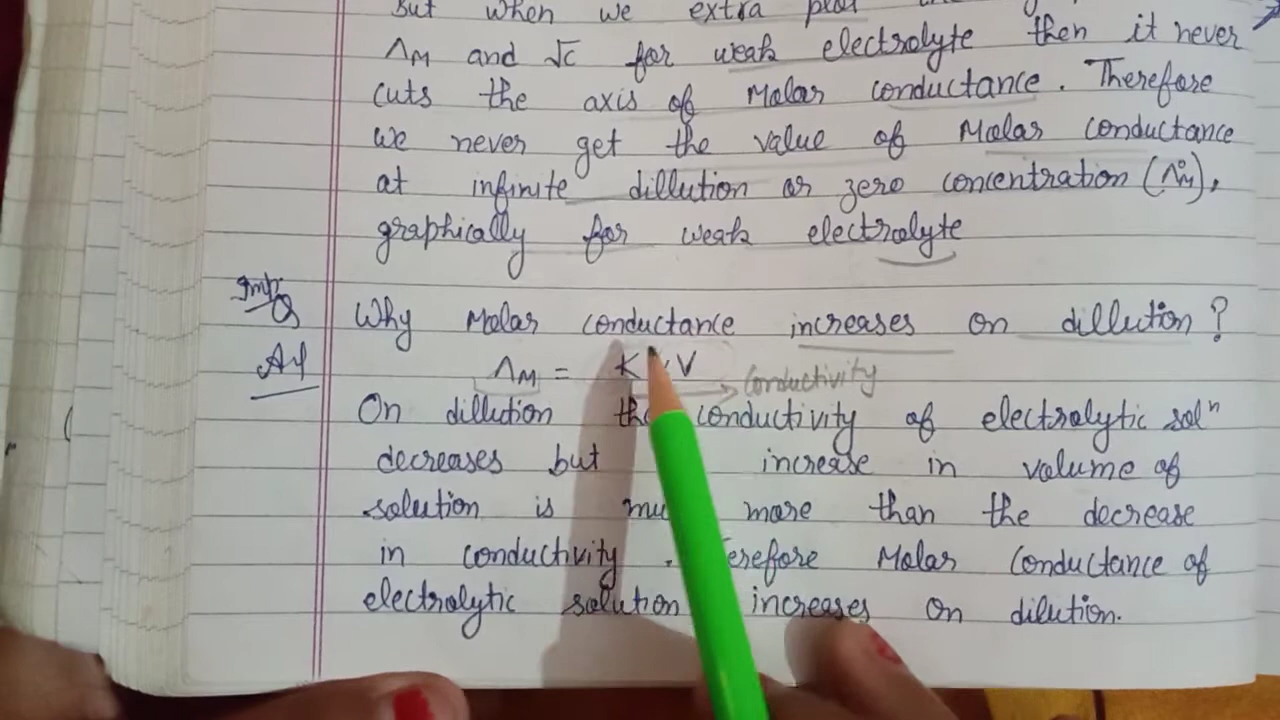 But when we extra plot
Λm and √c for weak electrolyte then it never
cuts the axis of Molar conductance. Therefore
we never get the value of Molar conductance
at infinite dillution or zero concentration (Λ°m),
graphically for weak electrolyte
Imp Q Why Molar conductance increases on dillution?
Λm = K V → Conductivity
On dillution the conductivity of electrolytic solⁿ
decreases but increase in volume of
solution is more than the decrease
in conductivity. Molar conductance of
electrolytic solution increases on dilution.